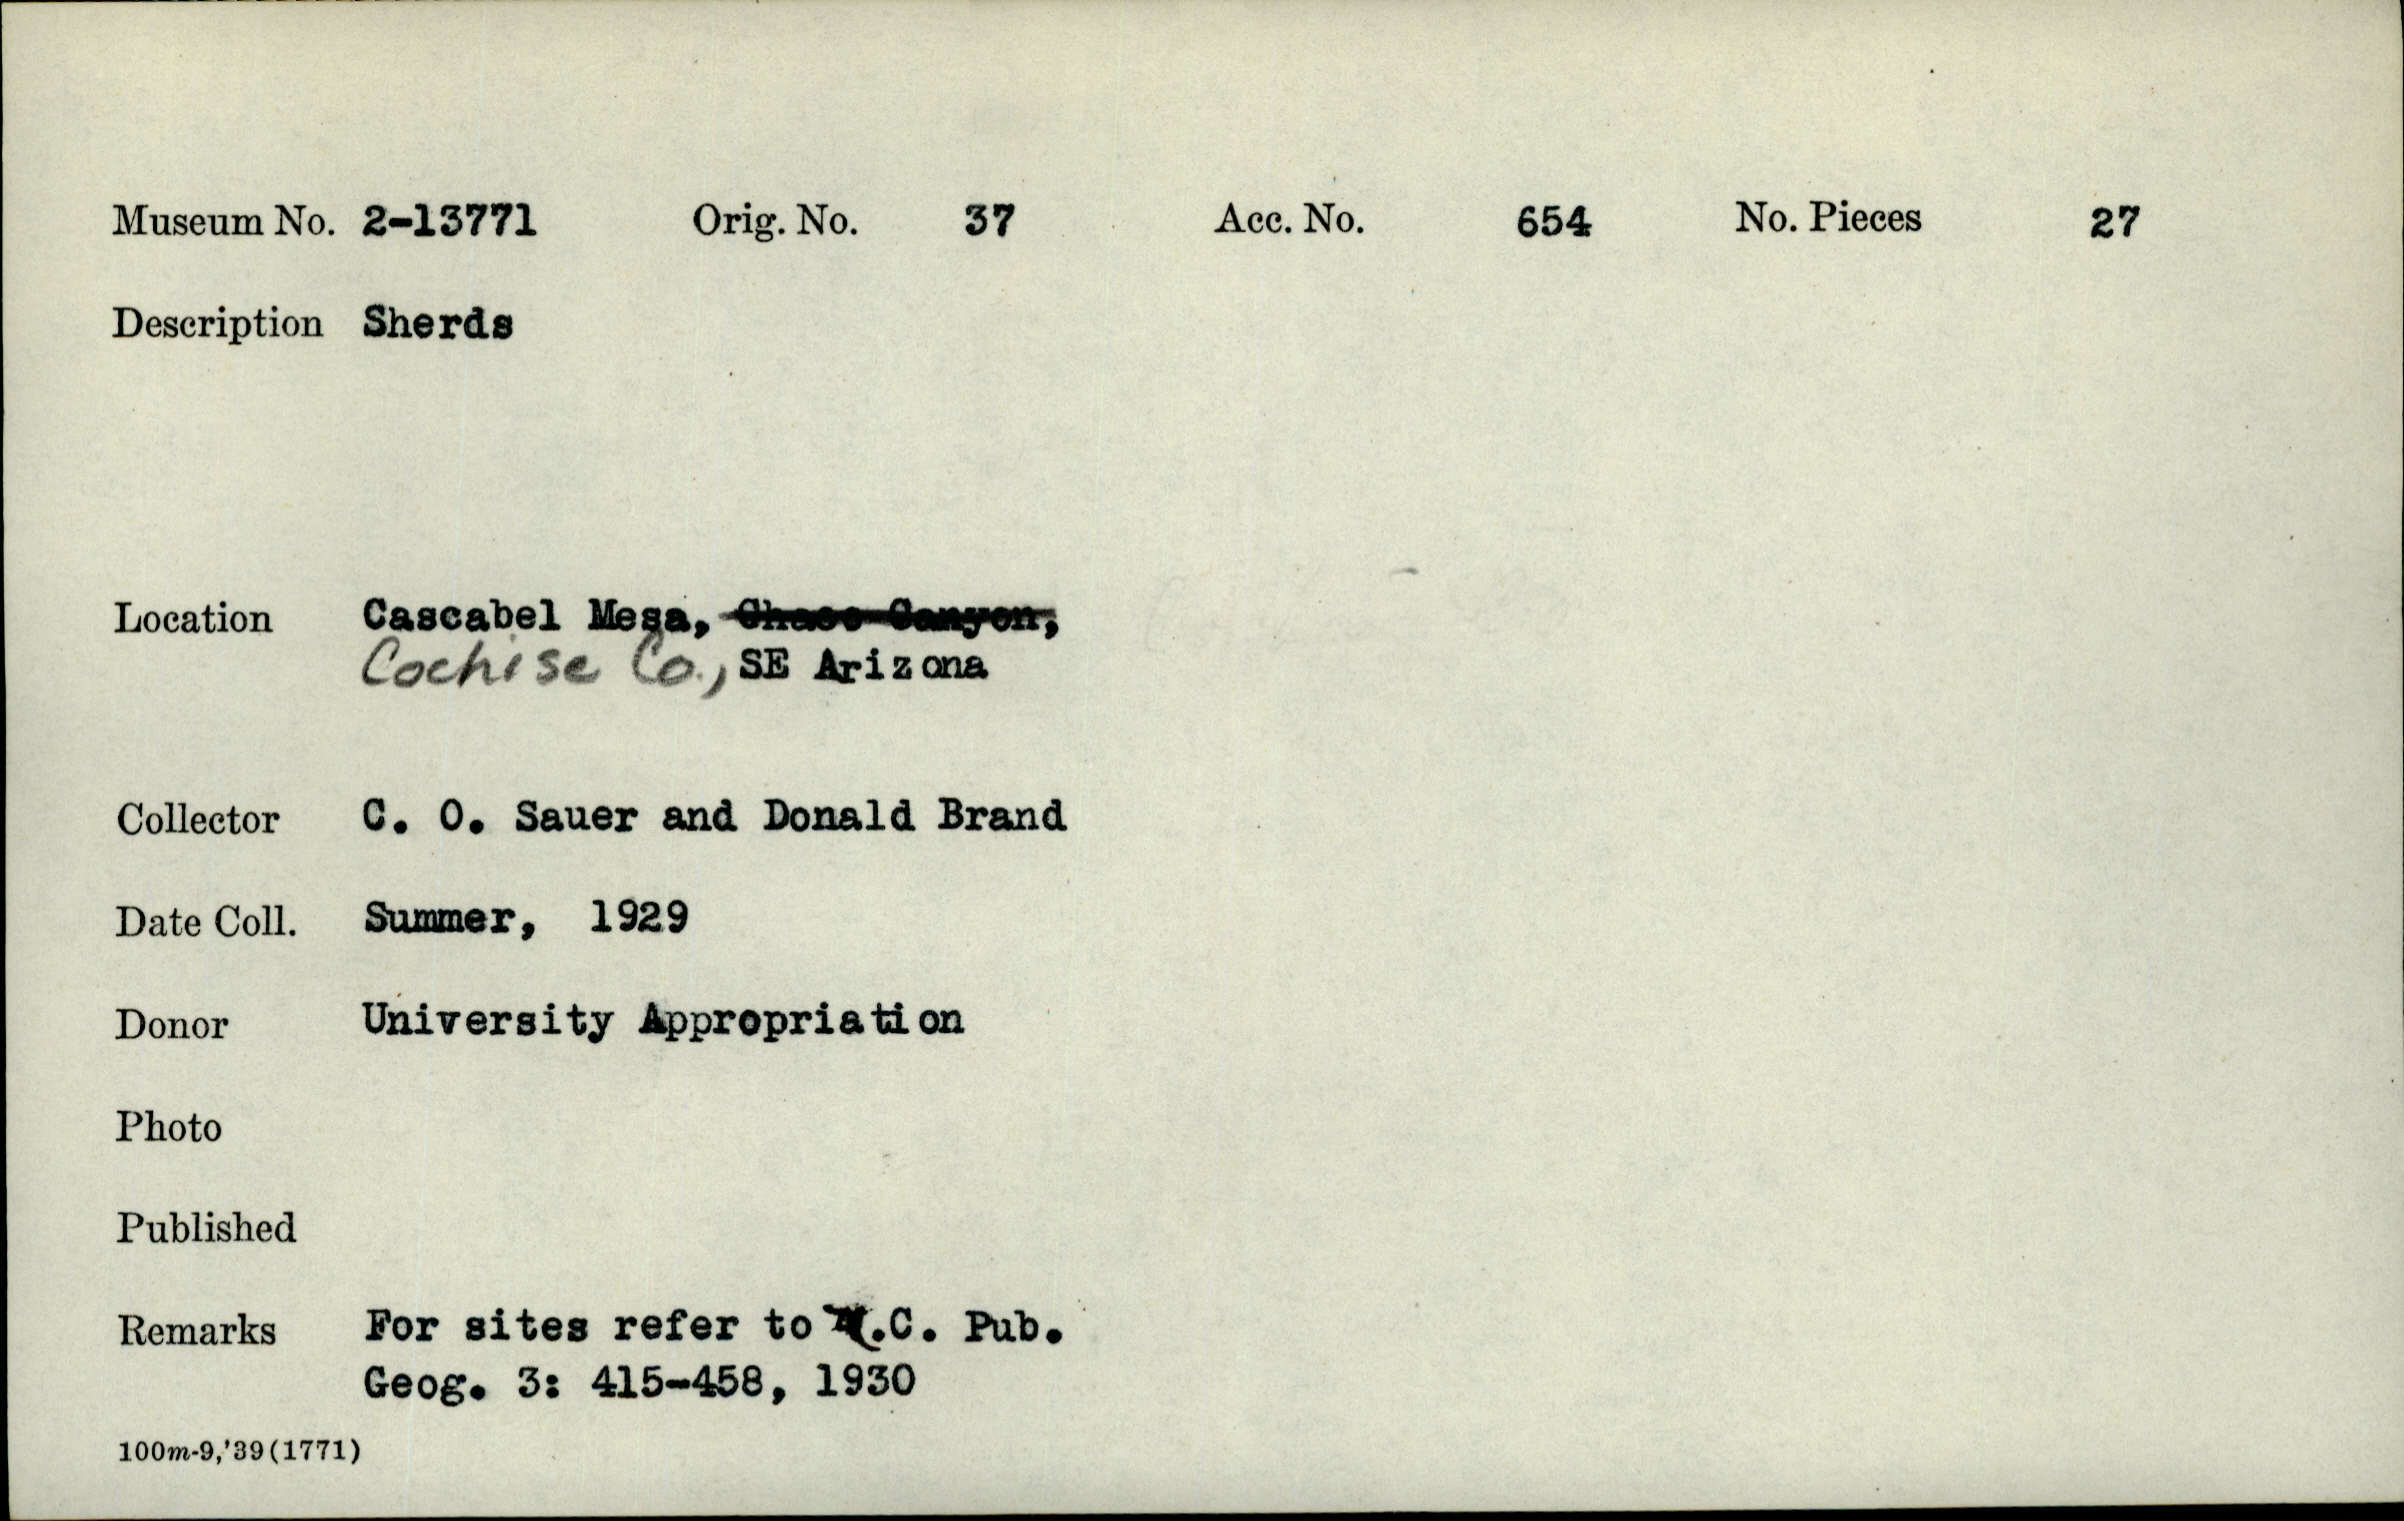 Museum No. 2-13771 Orig. No. 37 Acc. No. 654 No. Pieces 27
Description Sherds
Location Cascabel Mesa, Chaco Canyon,
Cochise Co., SE Arizona
Collector C. O. Sauer and Donald Brand
Date Coll. Summer, 1929
Donor University Appropriation
Photo
Published
Remarks For sites refer to U.C. Pub.
Geog. 3: 415-458, 1930
100m-9,'39(1771)